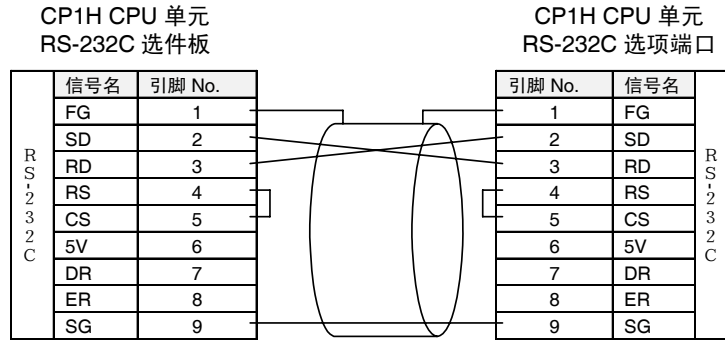 CP1H CPU 单元
RS-232C 选件板
CP1H CPU 单元
RS-232C 选项端口
RS-232C
信号名 引脚 No.
FG 1
SD 2
RD 3
RS 4
CS 5
5V 6
DR 7
ER 8
SG 9
引脚 No. 信号名
1 FG
2 SD
3 RD
4 RS
5 CS
6 5V
7 DR
8 ER
9 SG
RS-232C